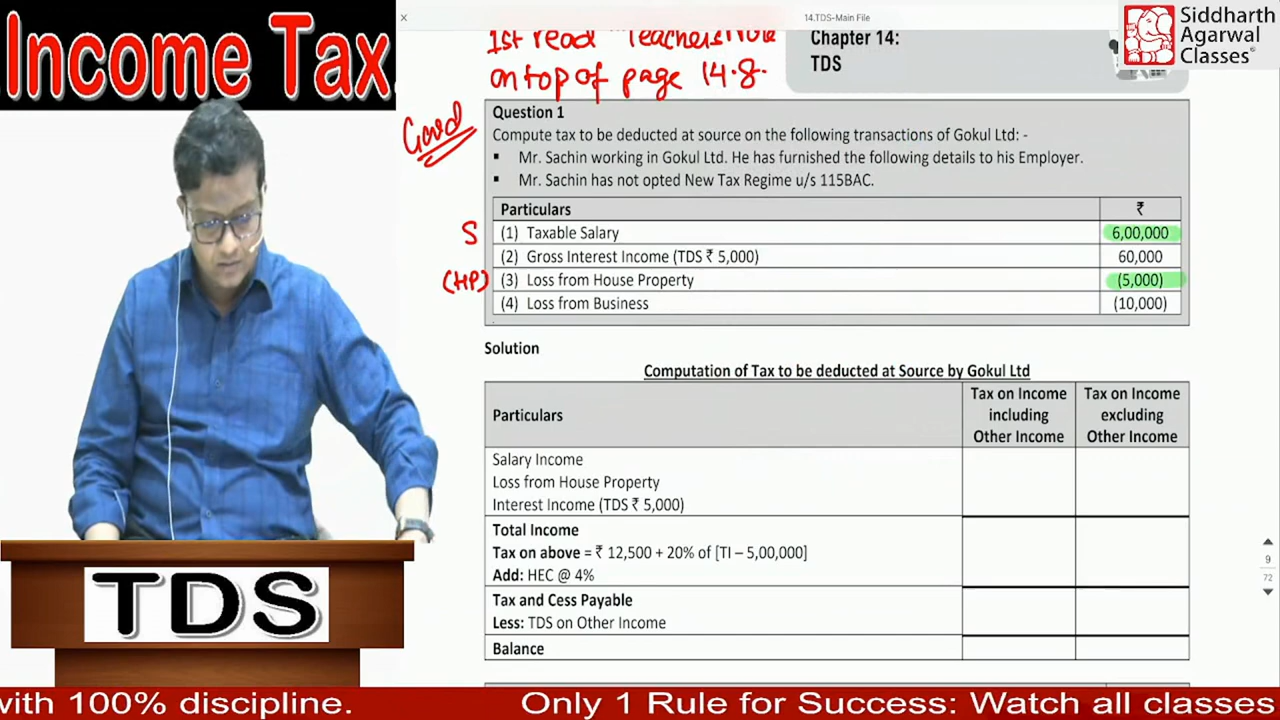 Income Tax
×
14.TDS-Main File
Siddharth
Agarwal
Classes
1st read Teachers Note
on top of page 14.8.
Chapter 14:
TDS
Good
Question 1
Compute tax to be deducted at source on the following transactions of Gokul Ltd: -
▪ Mr. Sachin working in Gokul Ltd. He has furnished the following details to his Employer.
▪ Mr. Sachin has not opted New Tax Regime u/s 115BAC.
Particulars ₹
S (1) Taxable Salary 6,00,000
(2) Gross Interest Income (TDS ₹ 5,000) 60,000
(HP) (3) Loss from House Property (5,000)
(4) Loss from Business (10,000)
Solution
Computation of Tax to be deducted at Source by Gokul Ltd
Particulars
Tax on Income
including
Other Income
Tax on Income
excluding
Other Income
Salary Income
Loss from House Property
Interest Income (TDS ₹ 5,000)
Total Income
Tax on above = ₹ 12,500 + 20% of [TI – 5,00,000]
Add: HEC @ 4%
Tax and Cess Payable
Less: TDS on Other Income
Balance
9
72
TDS
with 100% discipline.
Only 1 Rule for Success: Watch all classes